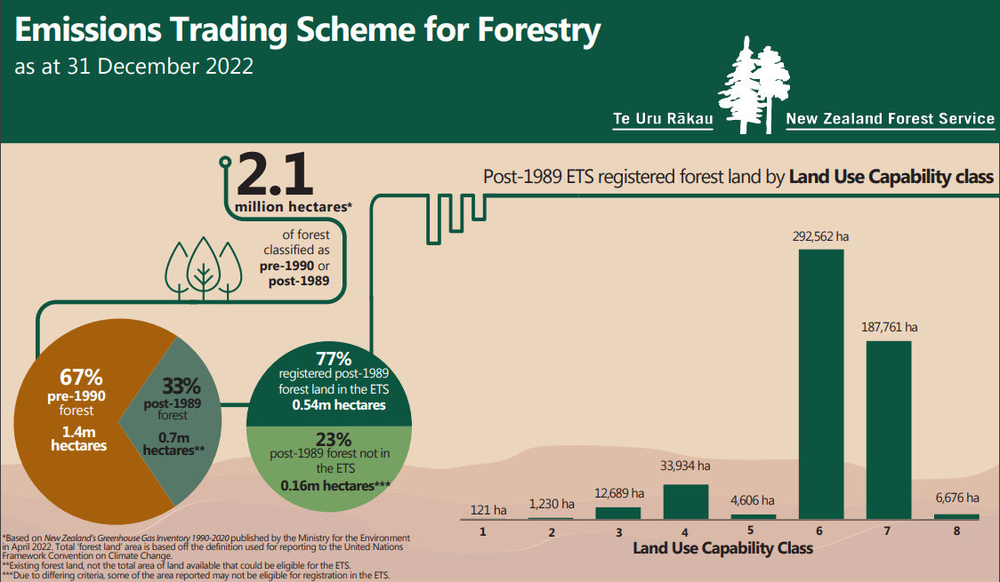 Emissions Trading Scheme for Forestry
as at 31 December 2022
Te Uru Rākau
New Zealand Forest Service
2.1
million hectares*
of forest
classified as
pre-1990 or
post-1989
67%
pre-1990
forest
1.4m
hectares
33%
post-1989
forest
0.7m
hectares**
77%
registered post-1989
forest land in the ETS
0.54m hectares
23%
post-1989 forest not in
the ETS
0.16m hectares***
Post-1989 ETS registered forest land by Land Use Capability class
121 ha
1,230 ha
12,689 ha
33,934 ha
4,606 ha
292,562 ha
187,761 ha
6,676 ha
1 2 3 4 5 6 7 8
Land Use Capability Class
*Based on New Zealand's Greenhouse Gas Inventory 1990-2020 published by the Ministry for the Environment
in April 2022. Total 'forest land' area is based off the definition used for reporting to the United Nations
Framework Convention on Climate Change.
**Existing forest land, not the total area of land available that could be eligible for the ETS.
***Due to differing criteria, some of the area reported may not be eligible for registration in the ETS.